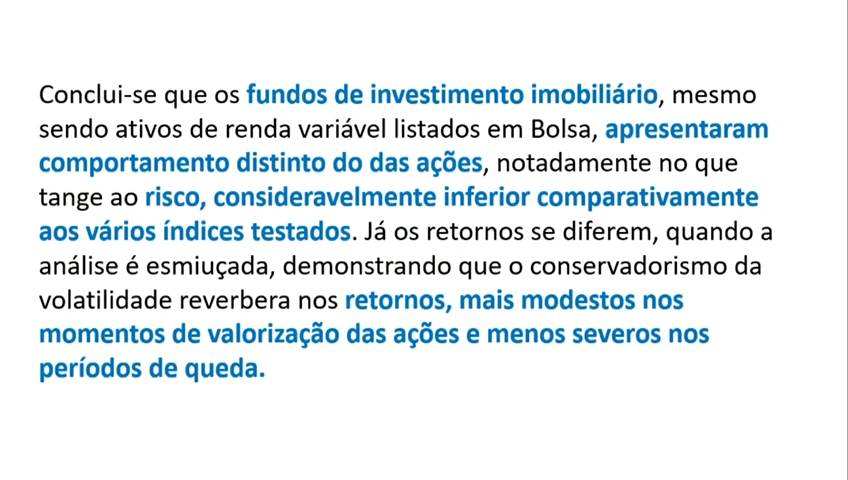 Conclui-se que os fundos de investimento imobiliário, mesmo
sendo ativos de renda variável listados em Bolsa, apresentaram
comportamento distinto do das ações, notadamente no que
tange ao risco, consideravelmente inferior comparativamente
aos vários índices testados. Já os retornos se diferem, quando a
análise é esmiuçada, demonstrando que o conservadorismo da
volatilidade reverbera nos retornos, mais modestos nos
momentos de valorização das ações e menos severos nos
períodos de queda.